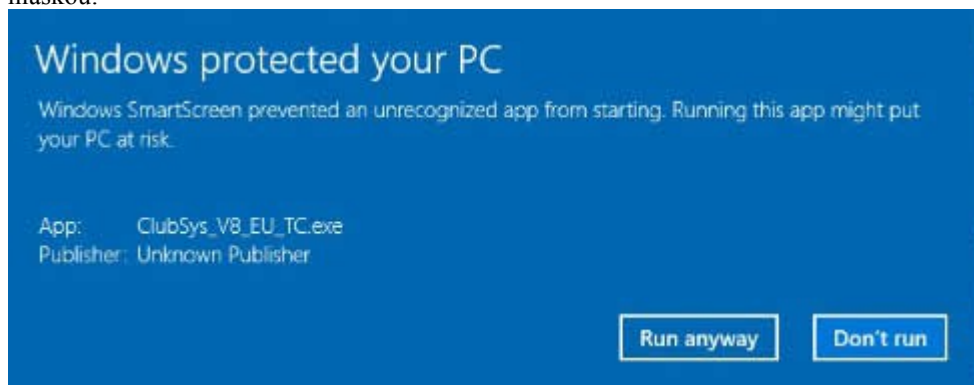 Windows protected your PC
Windows SmartScreen prevented an unrecognized app from starting. Running this app might put
your PC at risk.
App: ClubSys_V8_EU_TC.exe
Publisher: Unknown Publisher
Run anyway Don't run